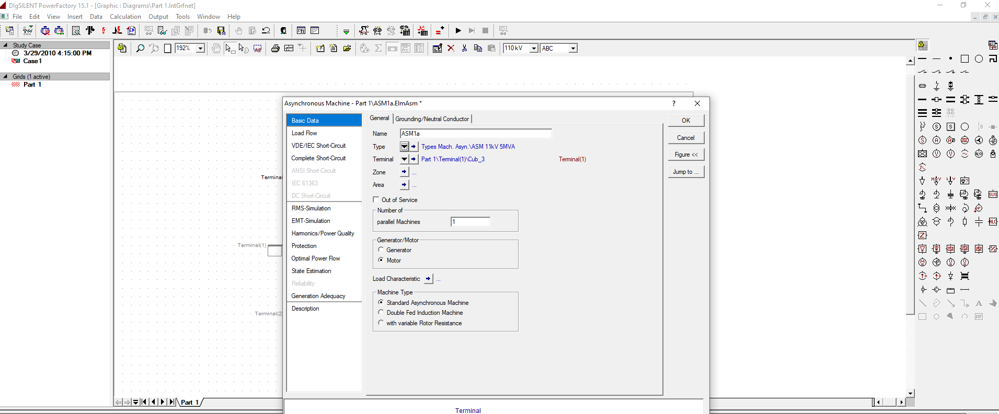 DIgSILENT PowerFactory 15.1 - [Graphic : Diagrams\Part 1.IntGrfnet]
File Edit View Insert Data Calculation Output Tools Window Help
Study Case
3/29/2010 4:15:00 PM
Case1
Grids (1 active)
Part 1
192%
110 kV
ABC
Terminal
Terminal(1)
Terminal(2)
Asynchronous Machine - Part 1\ASM1a.ElmAsm *
?
Basic Data
Load Flow
VDE/IEC Short-Circuit
Complete Short-Circuit
ANSI Short-Circuit
IEC 61363
DC Short-Circuit
RMS-Simulation
EMT-Simulation
Harmonics/Power Quality
Protection
Optimal Power Flow
State Estimation
Reliability
Generation Adequacy
Description
General Grounding/Neutral Conductor
Name ASM1a
Type Types Mach. Asyn.\ASM 11kV 5MVA
Terminal Part 1\Terminal(1)\Cub_3 Terminal(1)
Zone ...
Area ...
Out of Service
Number of
parallel Machines 1
Generator/Motor
Generator
Motor
Load Characteristic ...
Machine Type
Standard Asynchronous Machine
Double Fed Induction Machine
with variable Rotor Resistance
OK
Cancel
Figure <<
Jump to ...
Part 1
Terminal
SVS
RLC
BMP